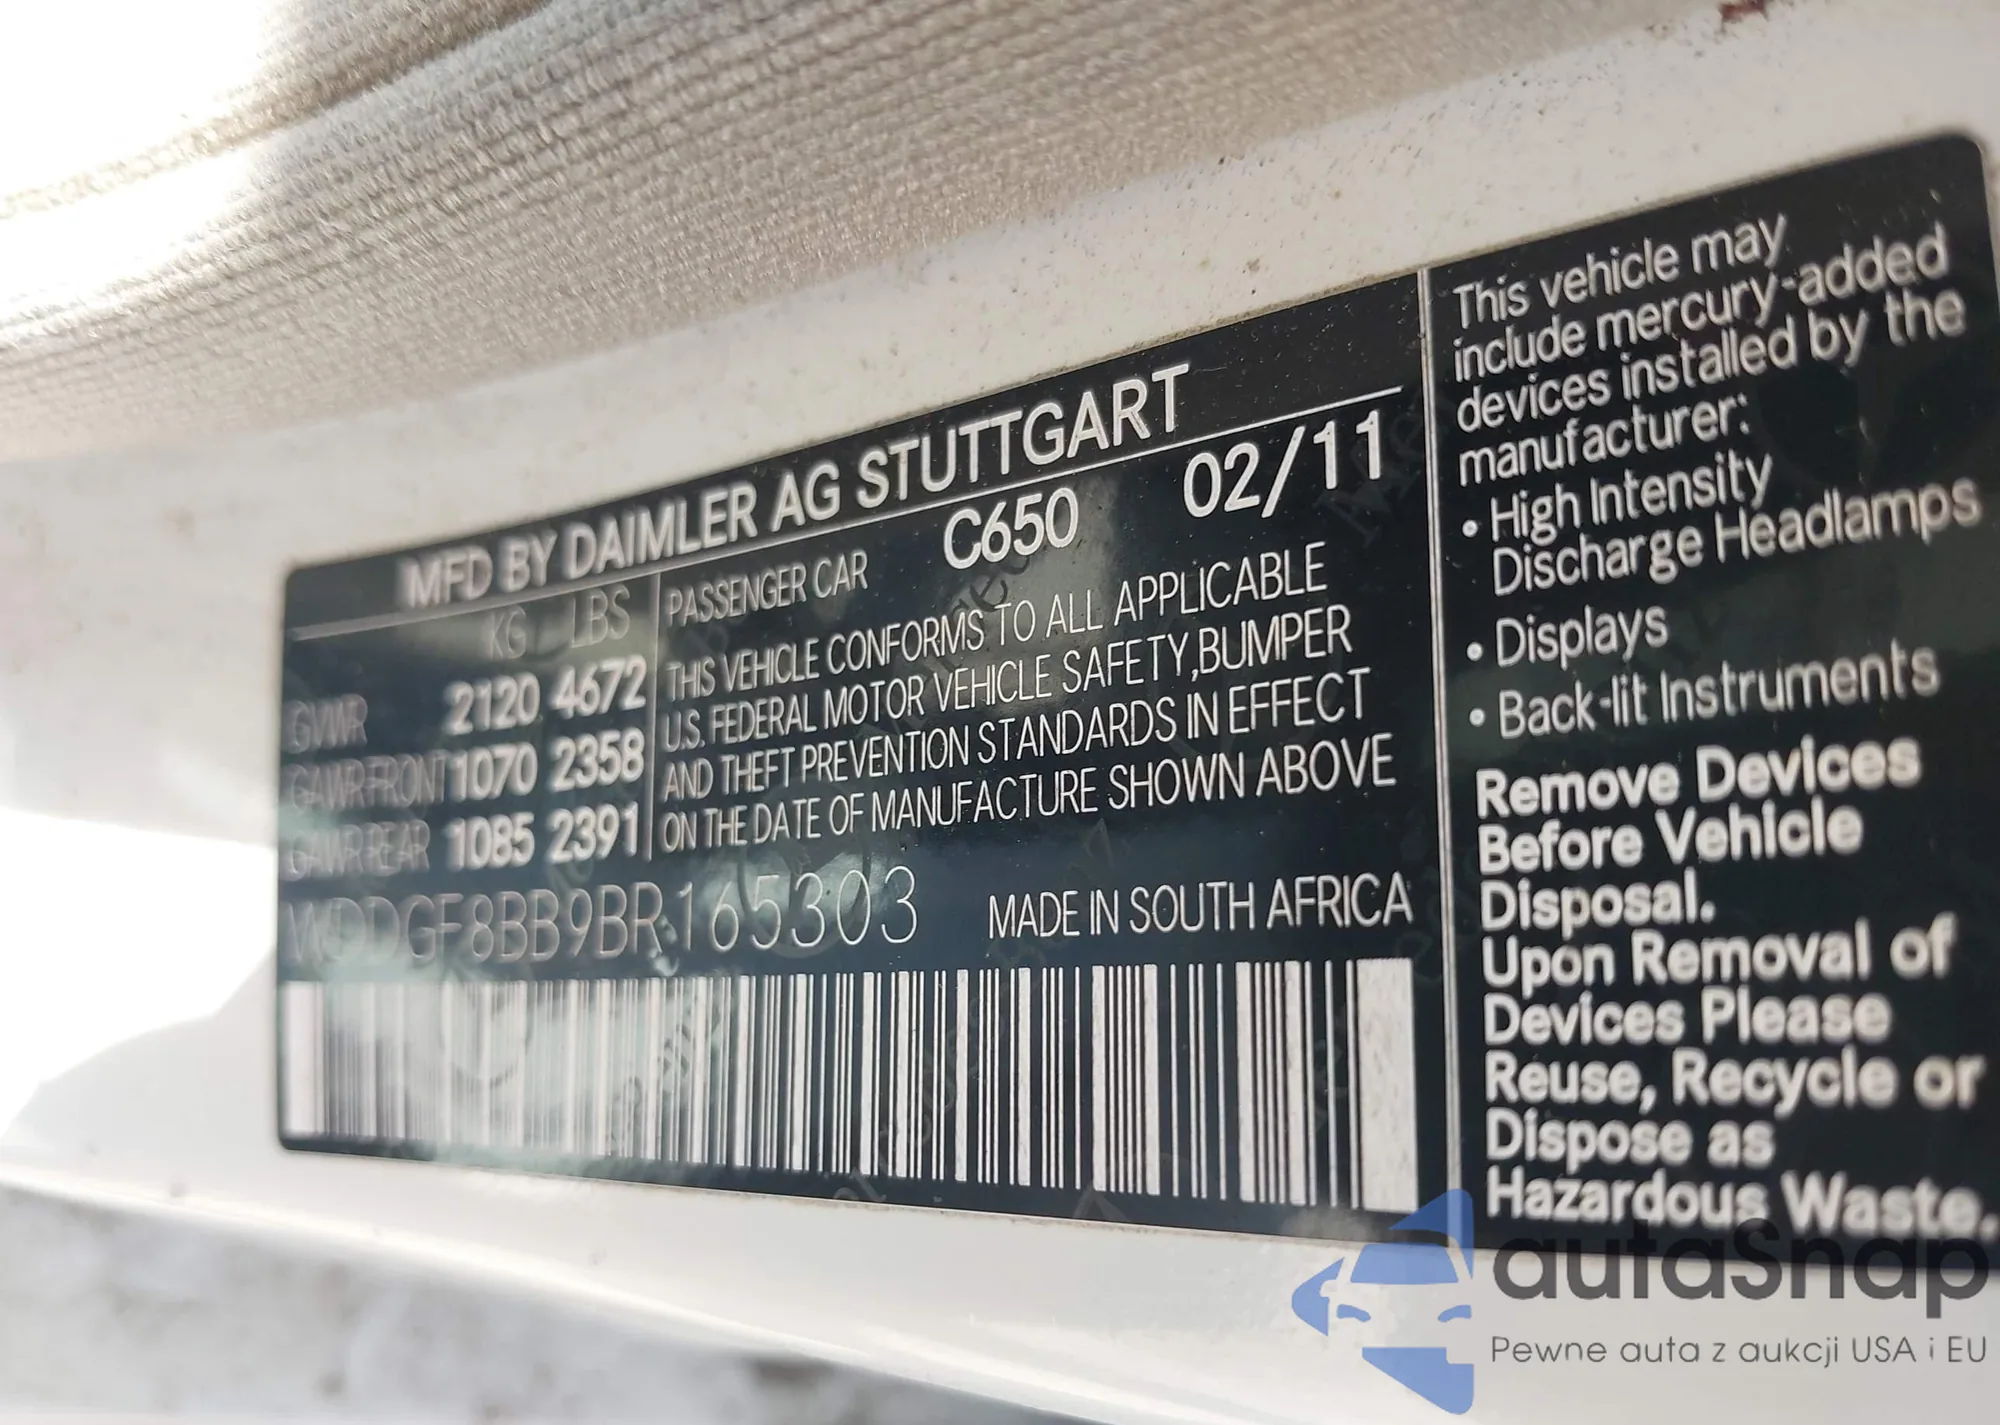 MFD BY DAIMLER AG STUTTGART
KG LBS
GVWR 2120 4672
GAWR FRONT 1070 2358
GAWR REAR 1085 2391
PASSENGER CAR C650 02/11
THIS VEHICLE CONFORMS TO ALL APPLICABLE
U.S. FEDERAL MOTOR VEHICLE SAFETY,BUMPER
AND THEFT PREVENTION STANDARDS IN EFFECT
ON THE DATE OF MANUFACTURE SHOWN ABOVE
WDDGF8BB9BR165303 MADE IN SOUTH AFRICA
This vehicle may
include mercury-added
devices installed by the
manufacturer:
• High Intensity
Discharge Headlamps
• Displays
• Back-lit Instruments
Remove Devices
Before Vehicle
Disposal.
Upon Removal of
Devices Please
Reuse, Recycle or
Dispose as
Hazardous Waste.
autaSnap
Pewne auta z aukcji USA i EU